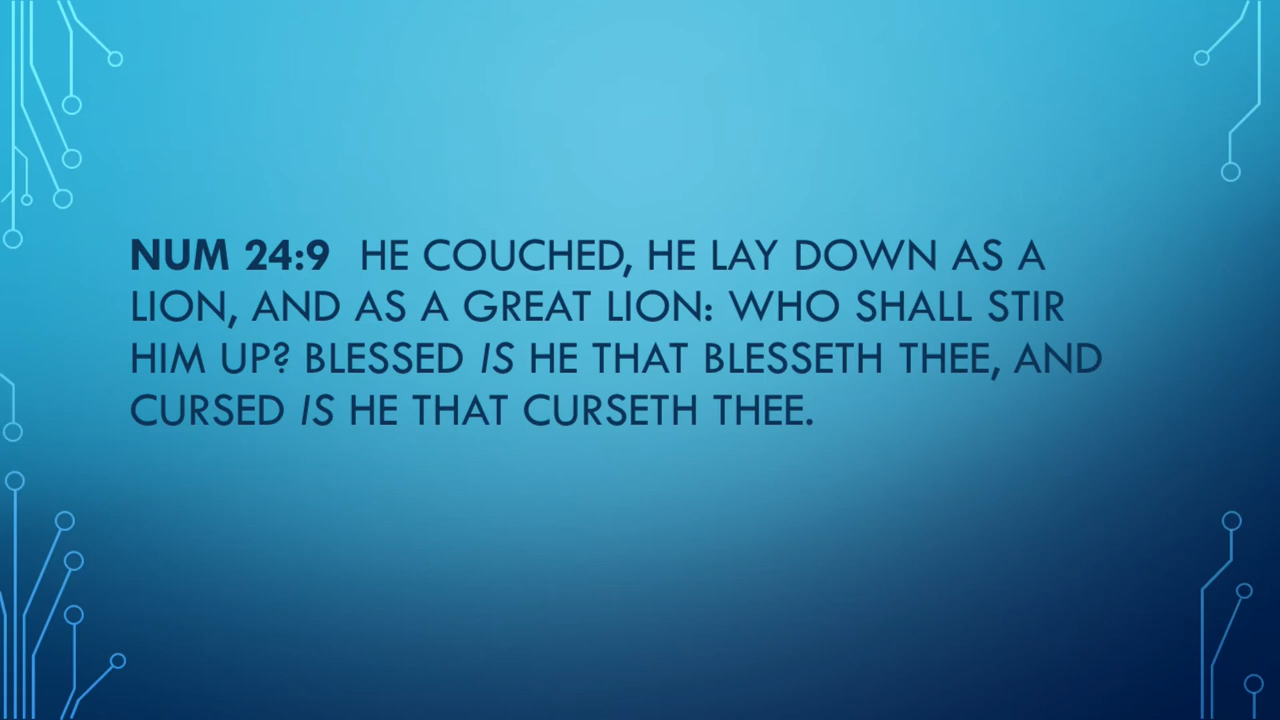 NUM 24:9 HE COUCHED, HE LAY DOWN AS A
LION, AND AS A GREAT LION: WHO SHALL STIR
HIM UP? BLESSED IS HE THAT BLESSETH THEE, AND
CURSED IS HE THAT CURSETH THEE.